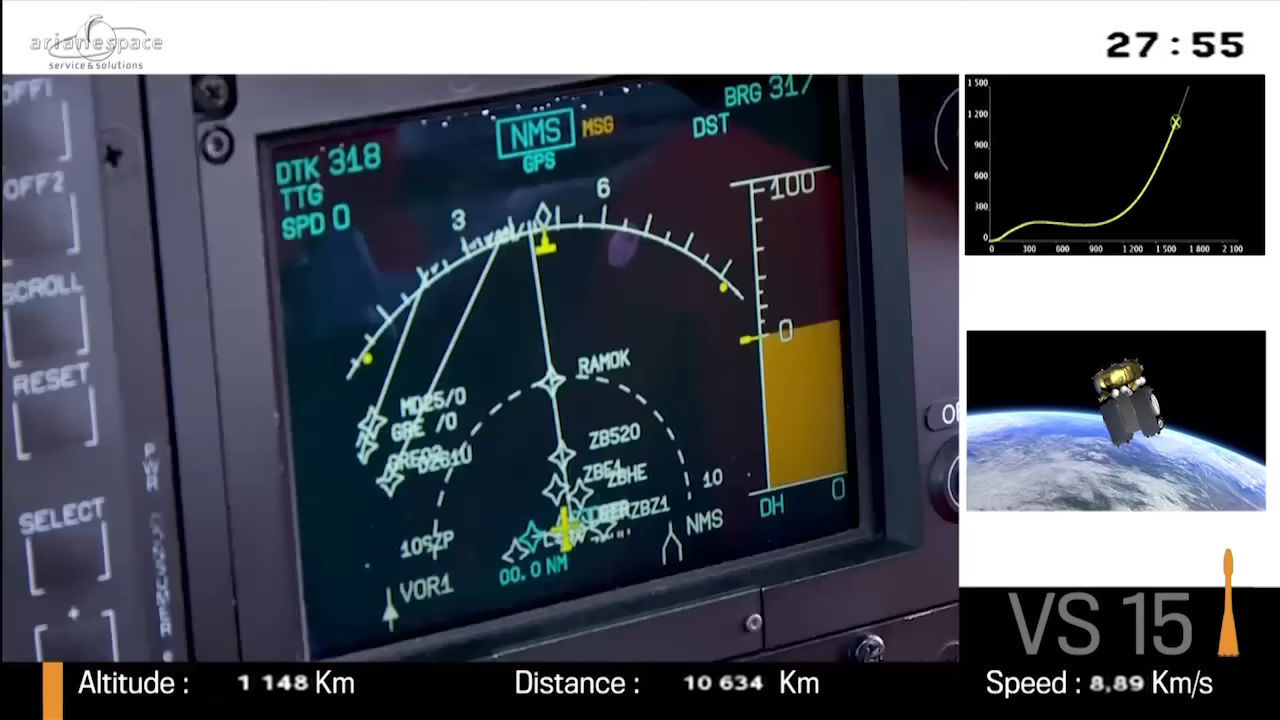 arianespace
service & solutions
27 : 55
OFF1
OFF2
SCROLL
RESET
SELECT
PWR
DTK 318
TTG
SPD 0
NMS
MSG
GPS
BRG 317
DST
3
6
100
0
RAMOK
MD25/0
GRE /0
ZB520
ZBHE
10
10SZP
NMS
VOR1
00.0 NM
DH
0
1 500
1 200
900
600
300
0
0 300 600 900 1 200 1 500 1 800 2 100
VS 15
Altitude : 1 148 Km
Distance : 10 634 Km
Speed : 8,89 Km/s